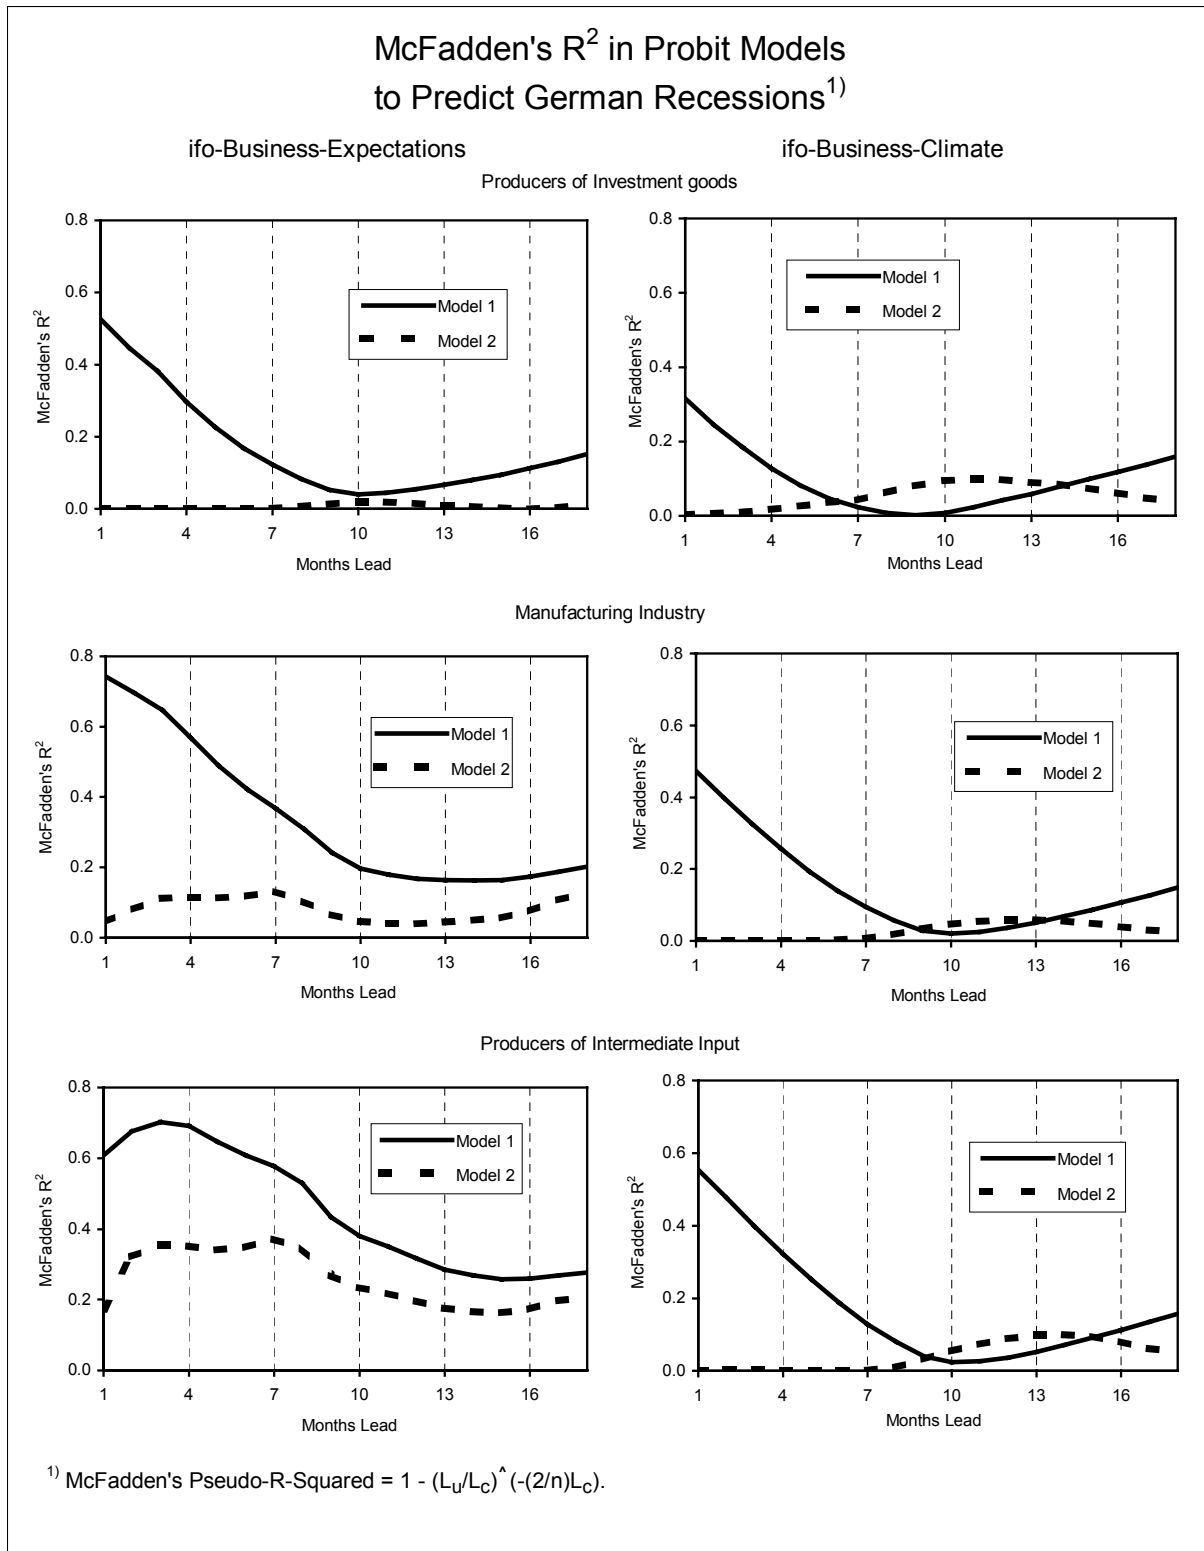 McFadden's R² in Probit Models
to Predict German Recessions¹⁾
ifo-Business-Expectations
ifo-Business-Climate
Producers of Investment goods
McFadden's R²
0.8
0.6
0.4
0.2
0.0
Model 1
Model 2
1 4 7 10 13 16
Months Lead
McFadden's R²
0.8
0.6
0.4
0.2
0.0
Model 1
Model 2
1 4 7 10 13 16
Months Lead
Manufacturing Industry
McFadden's R²
0.8
0.6
0.4
0.2
0.0
Model 1
Model 2
1 4 7 10 13 16
Months Lead
McFadden's R²
0.8
0.6
0.4
0.2
0.0
Model 1
Model 2
1 4 7 10 13 16
Months Lead
Producers of Intermediate Input
McFadden's R²
0.8
0.6
0.4
0.2
0.0
Model 1
Model 2
1 4 7 10 13 16
Months Lead
McFadden's R²
0.8
0.6
0.4
0.2
0.0
Model 1
Model 2
1 4 7 10 13 16
Months Lead
¹⁾ McFadden's Pseudo-R-Squared = 1 - (Lᵤ/L꜀)^(-(2/n)L꜀).